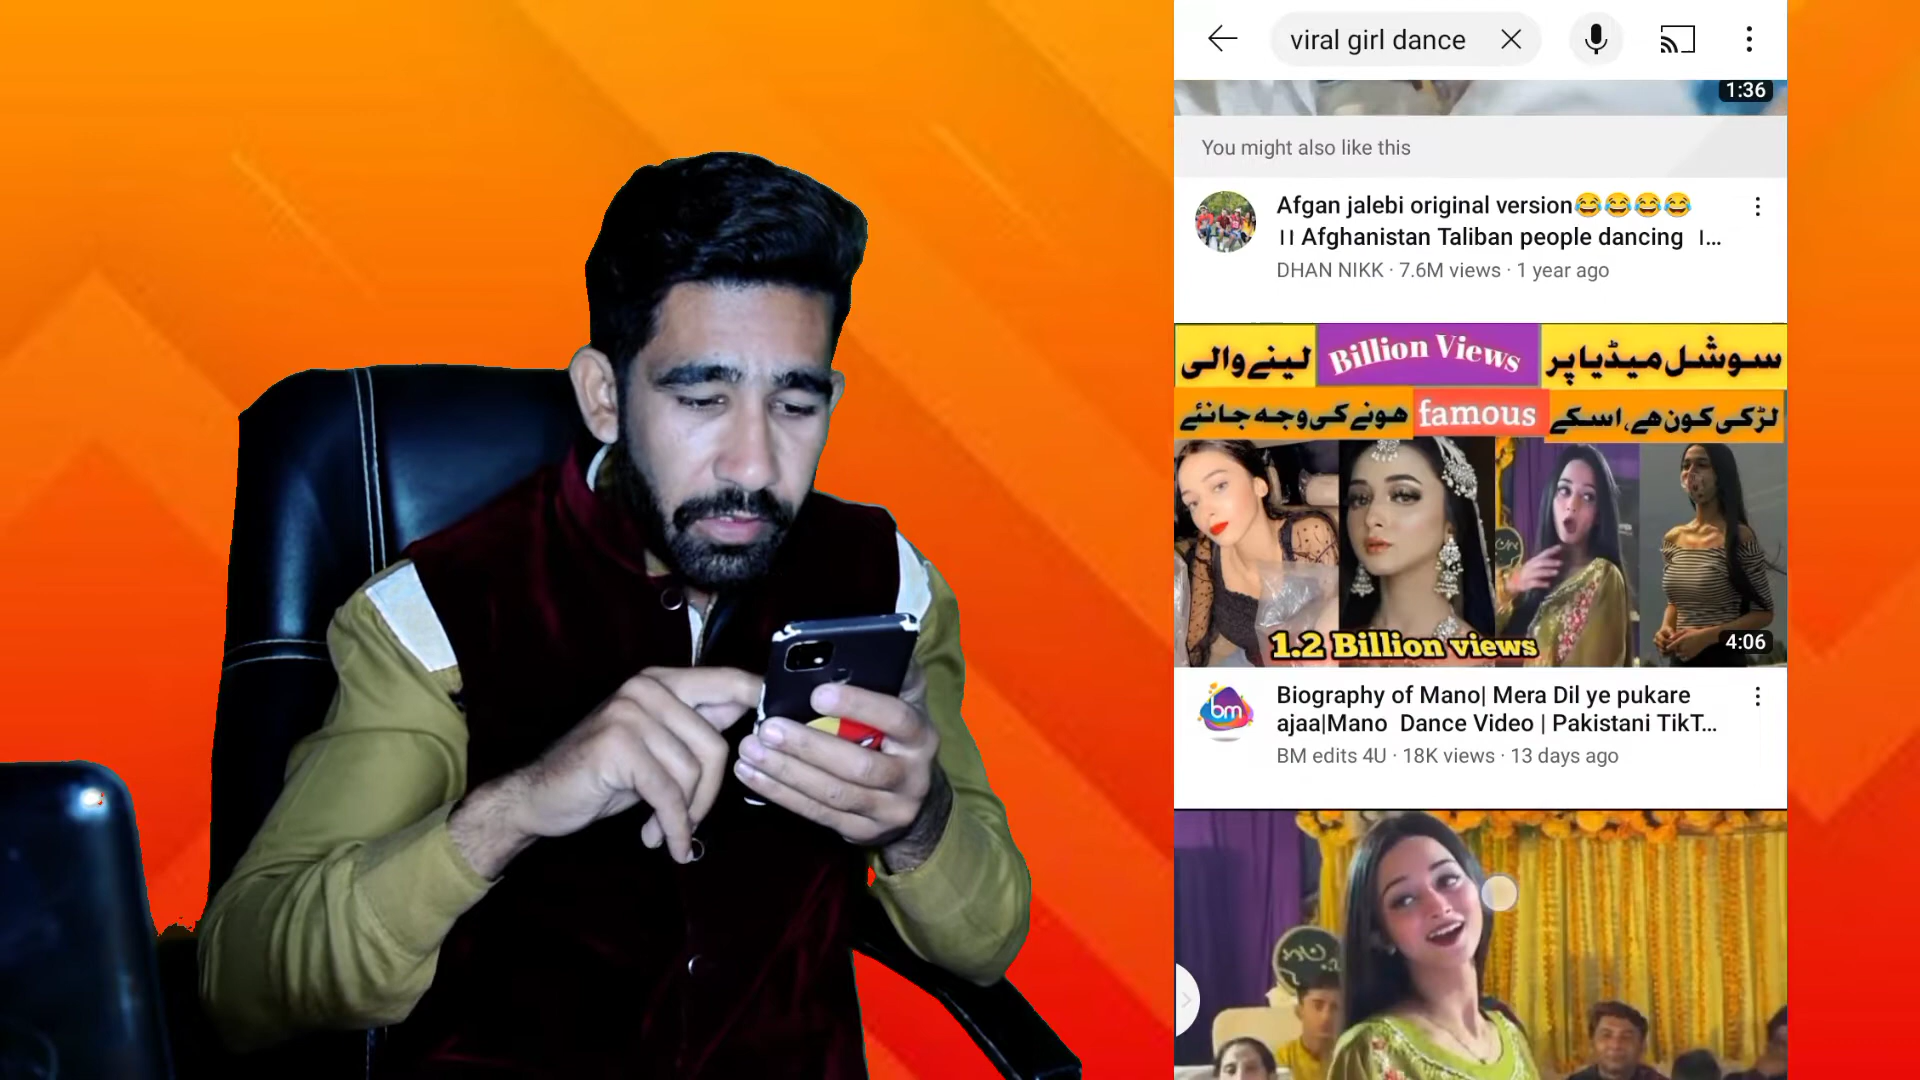 viral girl dance
1:36
You might also like this
Afgan jalebi original version😂😂😂😂
।। Afghanistan Taliban people dancing ।...
DHAN NIKK · 7.6M views · 1 year ago
سوشل میڈیا پر Billion Views لینے والی
لڑکی کون ھے، اسکے famous ھونے کی وجہ جانئے
1.2 Billion views
4:06
bm
Biography of Mano| Mera Dil ye pukare
ajaa|Mano Dance Video | Pakistani TikT...
BM edits 4U · 18K views · 13 days ago